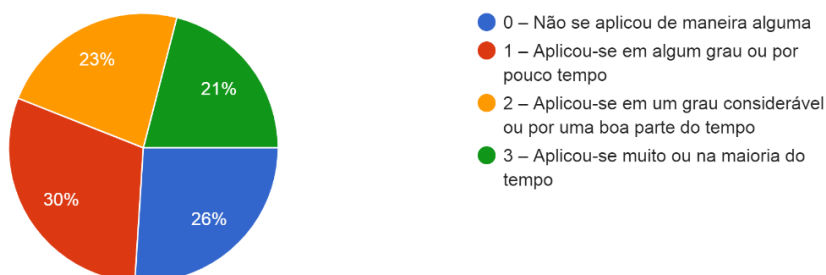 23%
21%
30%
26%
0 – Não se aplicou de maneira alguma
1 – Aplicou-se em algum grau ou por
pouco tempo
2 – Aplicou-se em um grau considerável
ou por uma boa parte do tempo
3 – Aplicou-se muito ou na maioria do
tempo